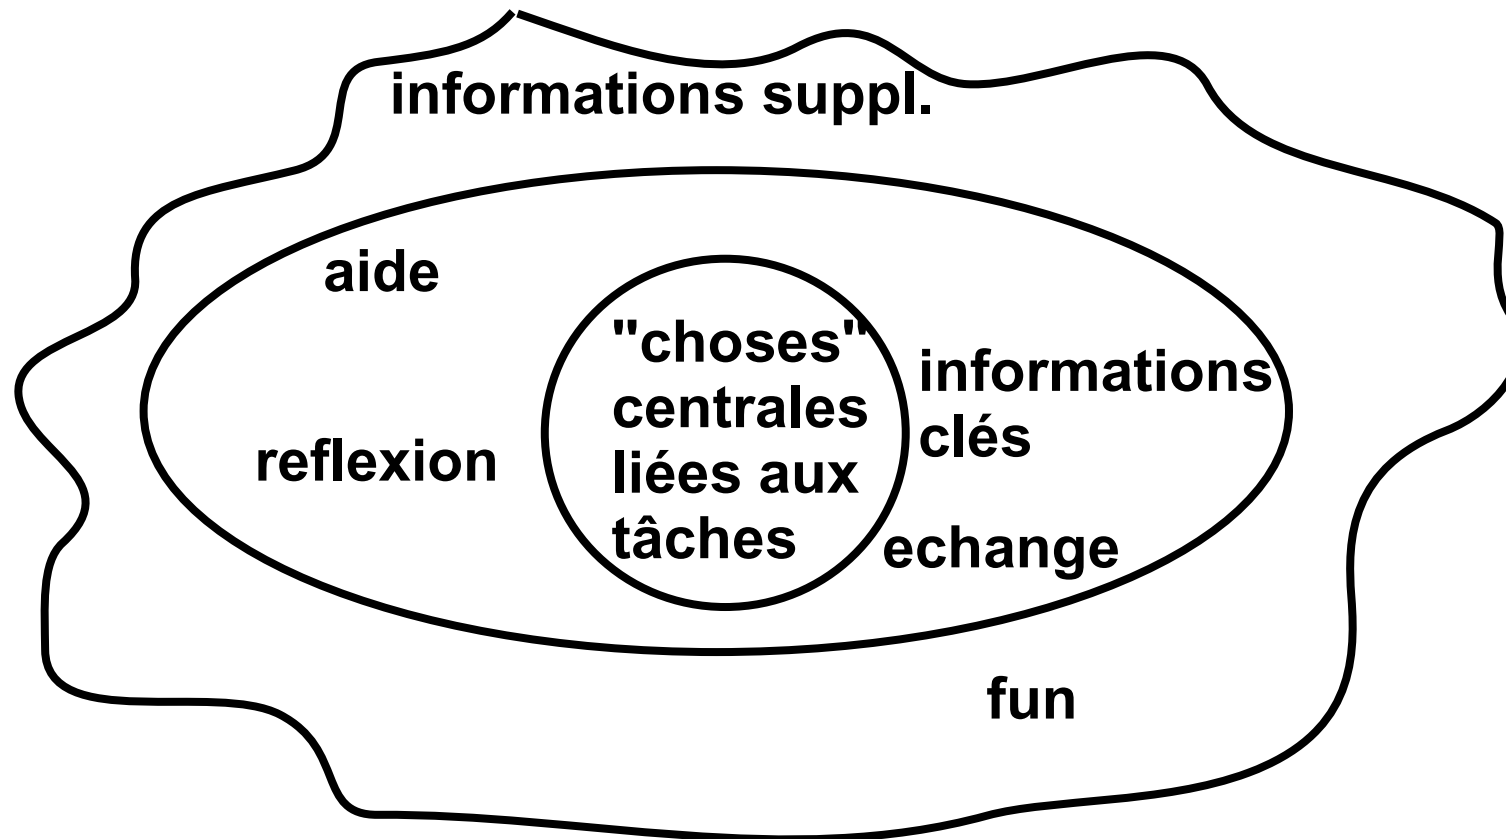 informations suppl.
aide
"choses"
centrales
liées aux
tâches
informations
clés
reflexion
echange
fun